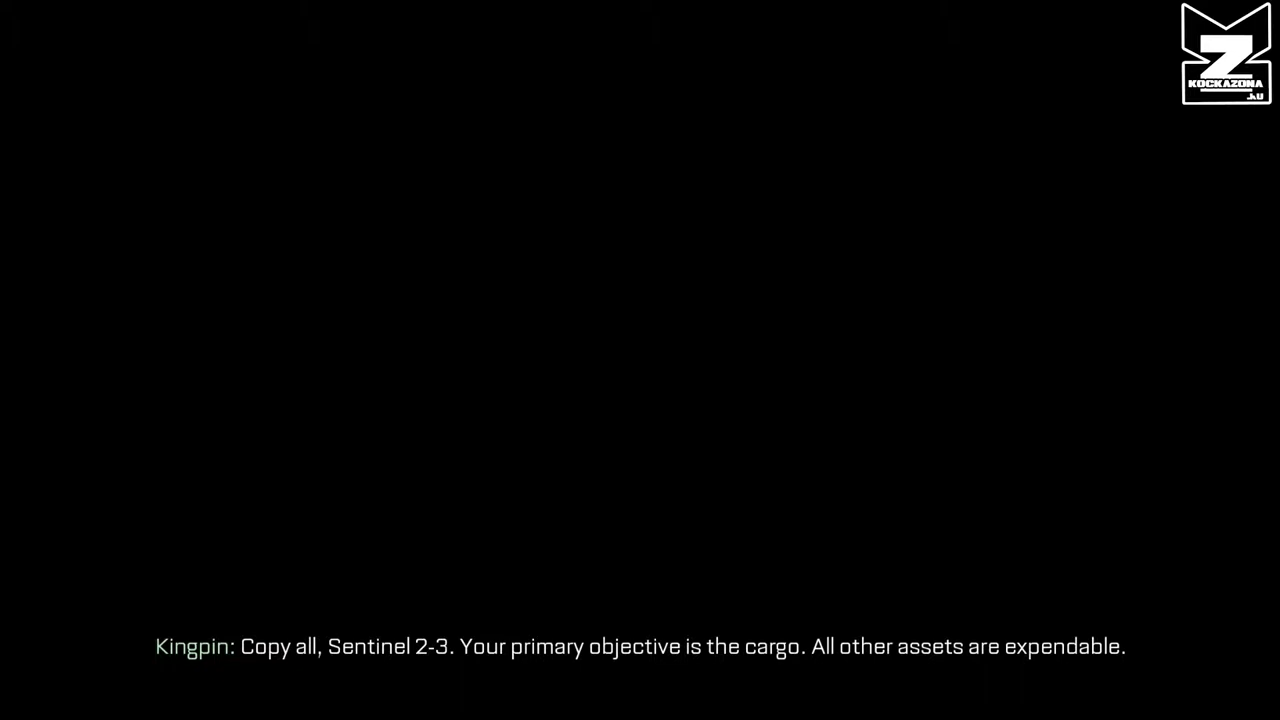 Z
KOCKAZONA
.hU
Kingpin: Copy all, Sentinel 2-3. Your primary objective is the cargo. All other assets are expendable.